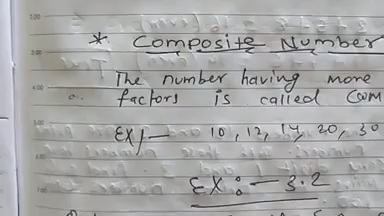 * Composite Number
The number having more
factors is called Com
Ex)— 10, 12, 14, 20, 30
Ex:- 3.2